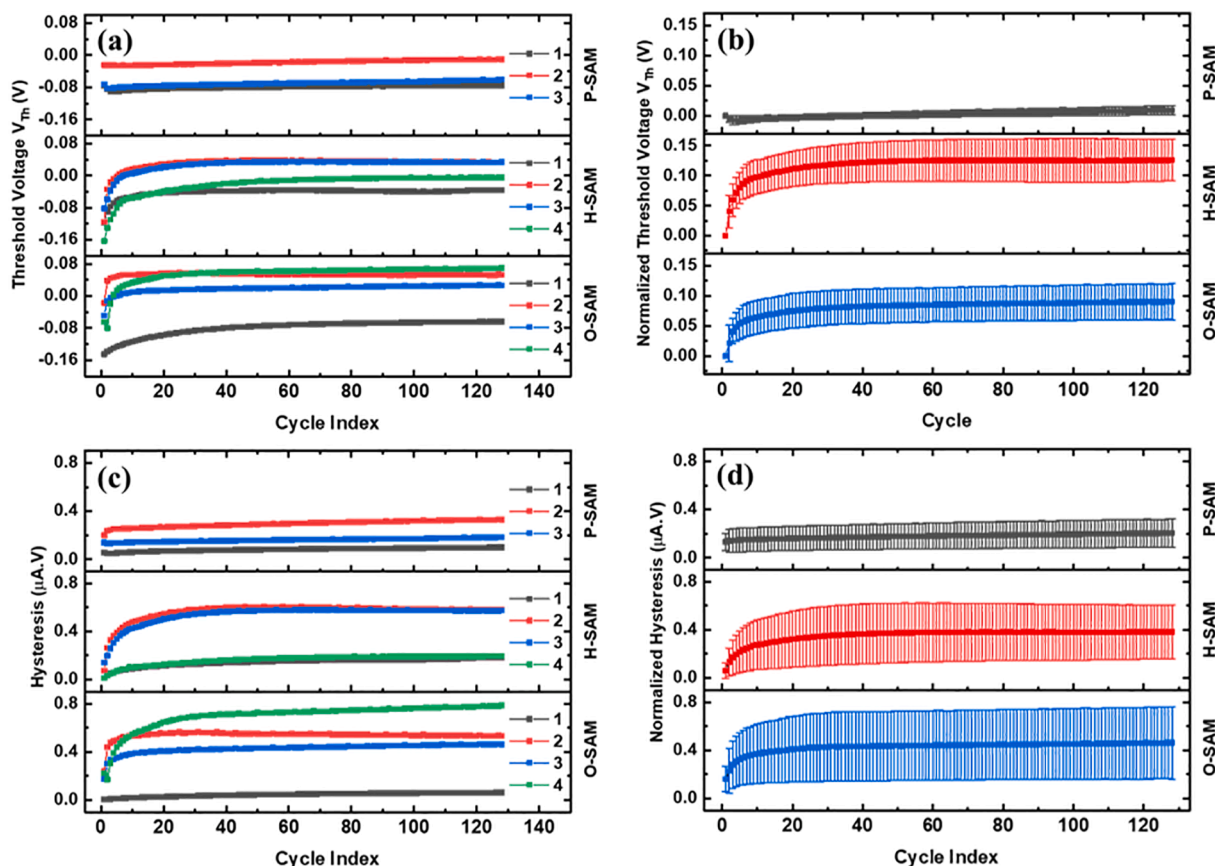 (a)
0.08
0.00
-0.08
-0.16
1
2
3
P-SAM
0.08
0.00
-0.08
-0.16
1
2
3
4
H-SAM
0.08
0.00
-0.08
-0.16
1
2
3
4
O-SAM
Threshold Voltage VTh (V)
0 20 40 60 80 100 120 140
Cycle Index
(b)
0.15
0.10
0.05
0.00
P-SAM
0.15
0.10
0.05
0.00
H-SAM
0.15
0.10
0.05
0.00
O-SAM
Normalized Threshold Voltage VTh (V)
0 20 40 60 80 100 120
Cycle
(c)
0.8
0.4
0.0
1
2
3
P-SAM
0.8
0.4
0.0
1
2
3
4
H-SAM
0.8
0.4
0.0
1
2
3
4
O-SAM
Hysteresis (μA.V)
0 20 40 60 80 100 120 140
Cycle Index
(d)
0.8
0.4
0.0
P-SAM
0.8
0.4
0.0
H-SAM
0.8
0.4
0.0
O-SAM
Normalized Hysteresis (μA.V)
0 20 40 60 80 100 120
Cycle Index